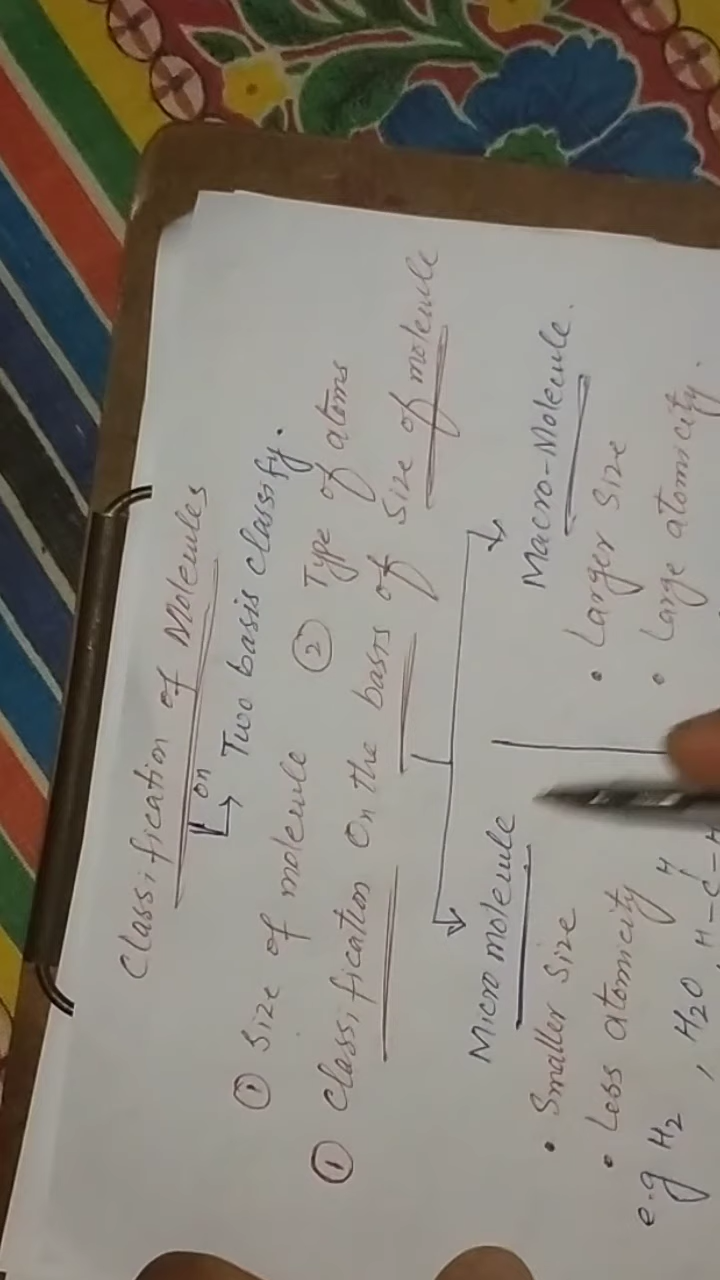 Classification of Molecules
on
↳ Two basis classify.
① Size of molecule ② Type of atoms
① Classification On the basis of Size of molecule
Micro molecule Macro-Molecule.
• Smaller Size • Larger Size
• Less atomicity • Large atomicity.
e.g H2 , H2O H
H-C-H